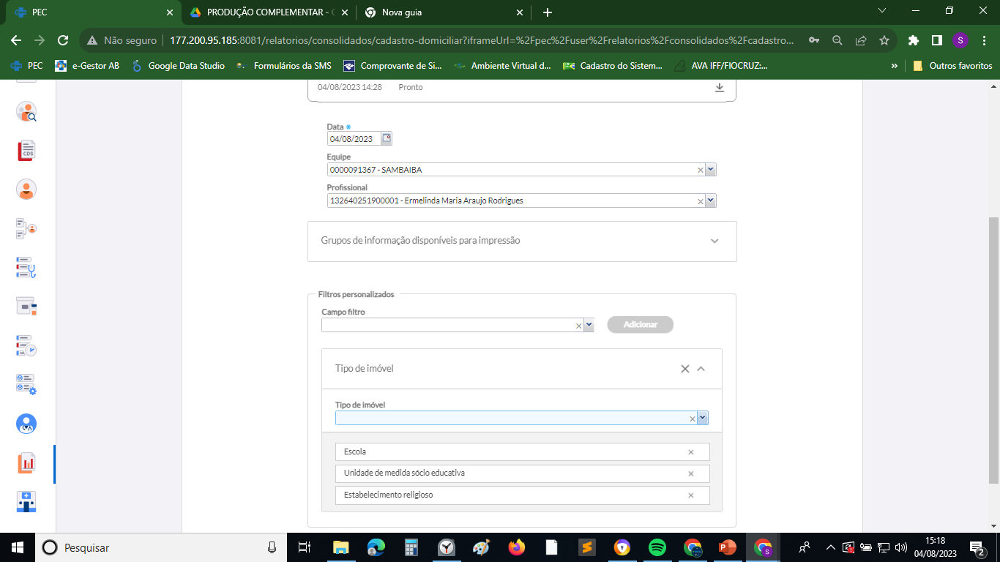 PEC
PRODUÇÃO COMPLEMENTAR -
Nova guia
Não seguro
177.200.95.185:8081/relatorios/consolidados/cadastro-domiciliar?iframeUrl=%2Fpec%2Fuser%2Frelatorios%2Fconsolidados%2Fcadastro...
S
PEC
e-Gestor AB
Google Data Studio
Formulários da SMS
Comprovante de Si...
Ambiente Virtual d...
Cadastro do Sistem...
AVA IFF/FIOCRUZ:...
»
Outros favoritos
04/08/2023 14:28 Pronto
CDS
Data *
04/08/2023
Equipe
0000091367 - SAMBAIBA
Profissional
132640251900001 - Ermelinda Maria Araujo Rodrigues
Grupos de informação disponíveis para impressão
Filtros personalizados
Campo filtro
Adicionar
Tipo de imóvel
Tipo de imóvel
Escola
Unidade de medida sócio educativa
Estabelecimento religioso
Pesquisar
15:18
04/08/2023
2